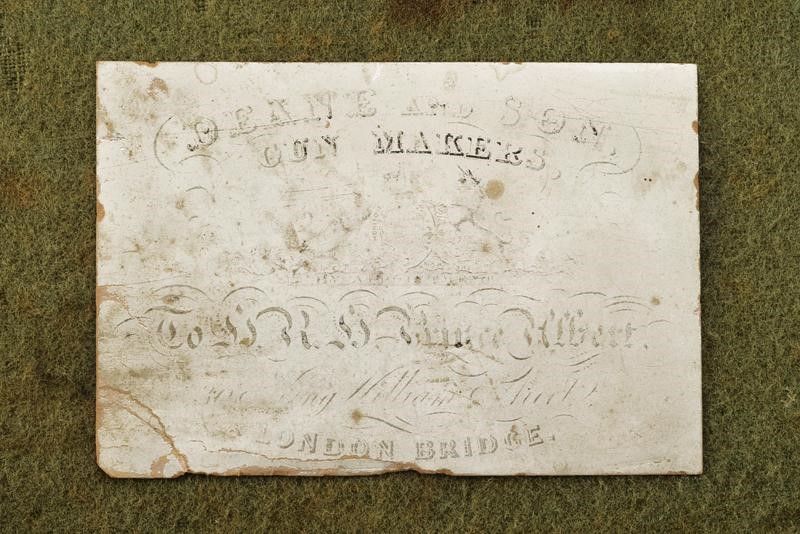 DEANE AND SON.
GUN MAKERS,
To H.R.H. Prince Albert.
King William Street,
LONDON BRIDGE.